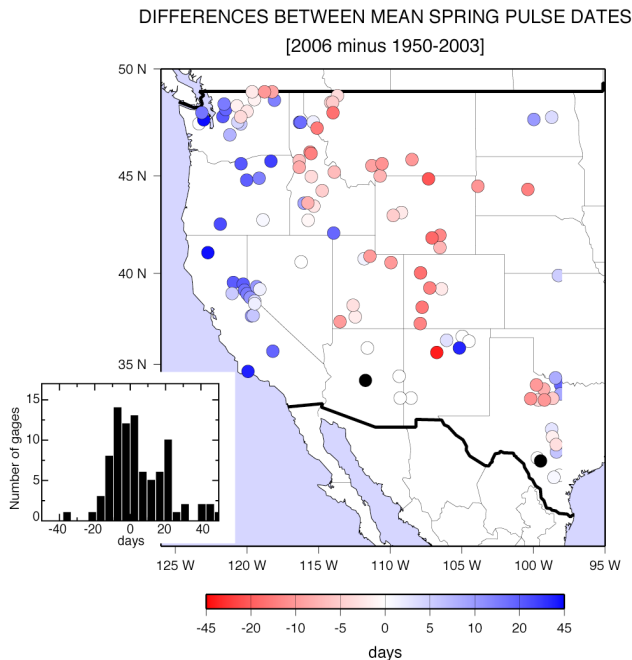 DIFFERENCES BETWEEN MEAN SPRING PULSE DATES
[2006 minus 1950-2003]
50 N
45 N
40 N
35 N
15
10
5
0
Number of gages
-40 -20 0 20 40
days
125 W 120 W 115 W 110 W 105 W 100 W 95 W
-45 -20 -10 -5 0 5 10 20 45
days